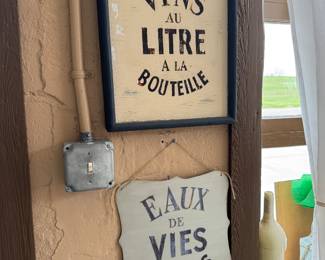 VINS
AU
LITRE
A LA
BOUTEILLE
EAUX
DE
VIES